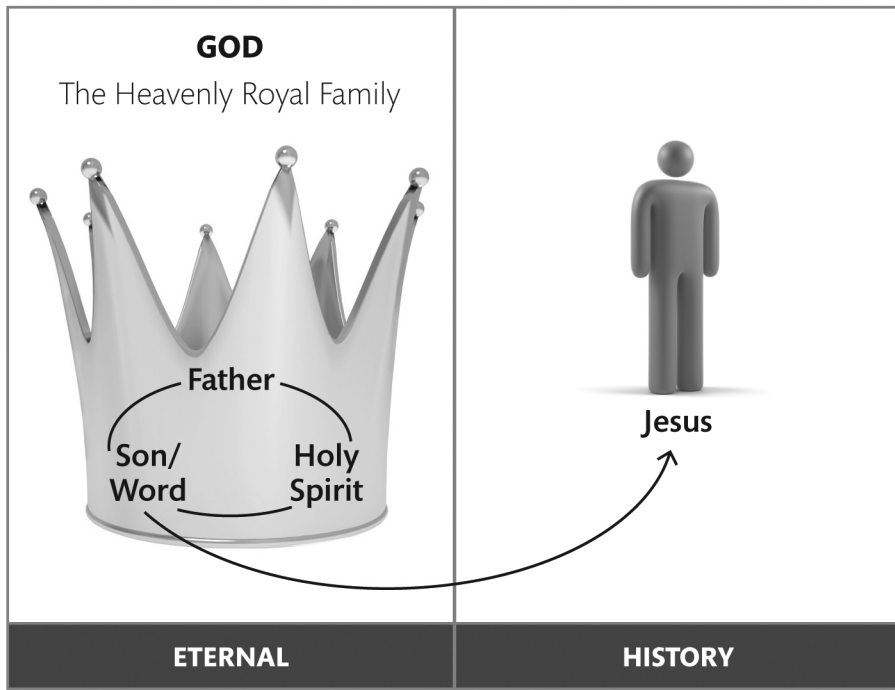 GOD
The Heavenly Royal Family
Father
Son/
Word
Holy
Spirit
Jesus
ETERNAL
HISTORY